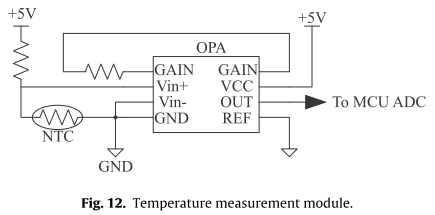 +5V
+5V
OPA
GAIN GAIN
Vin+ VCC
Vin- OUT To MCU ADC
GND REF
NTC
GND
Fig. 12. Temperature measurement module.